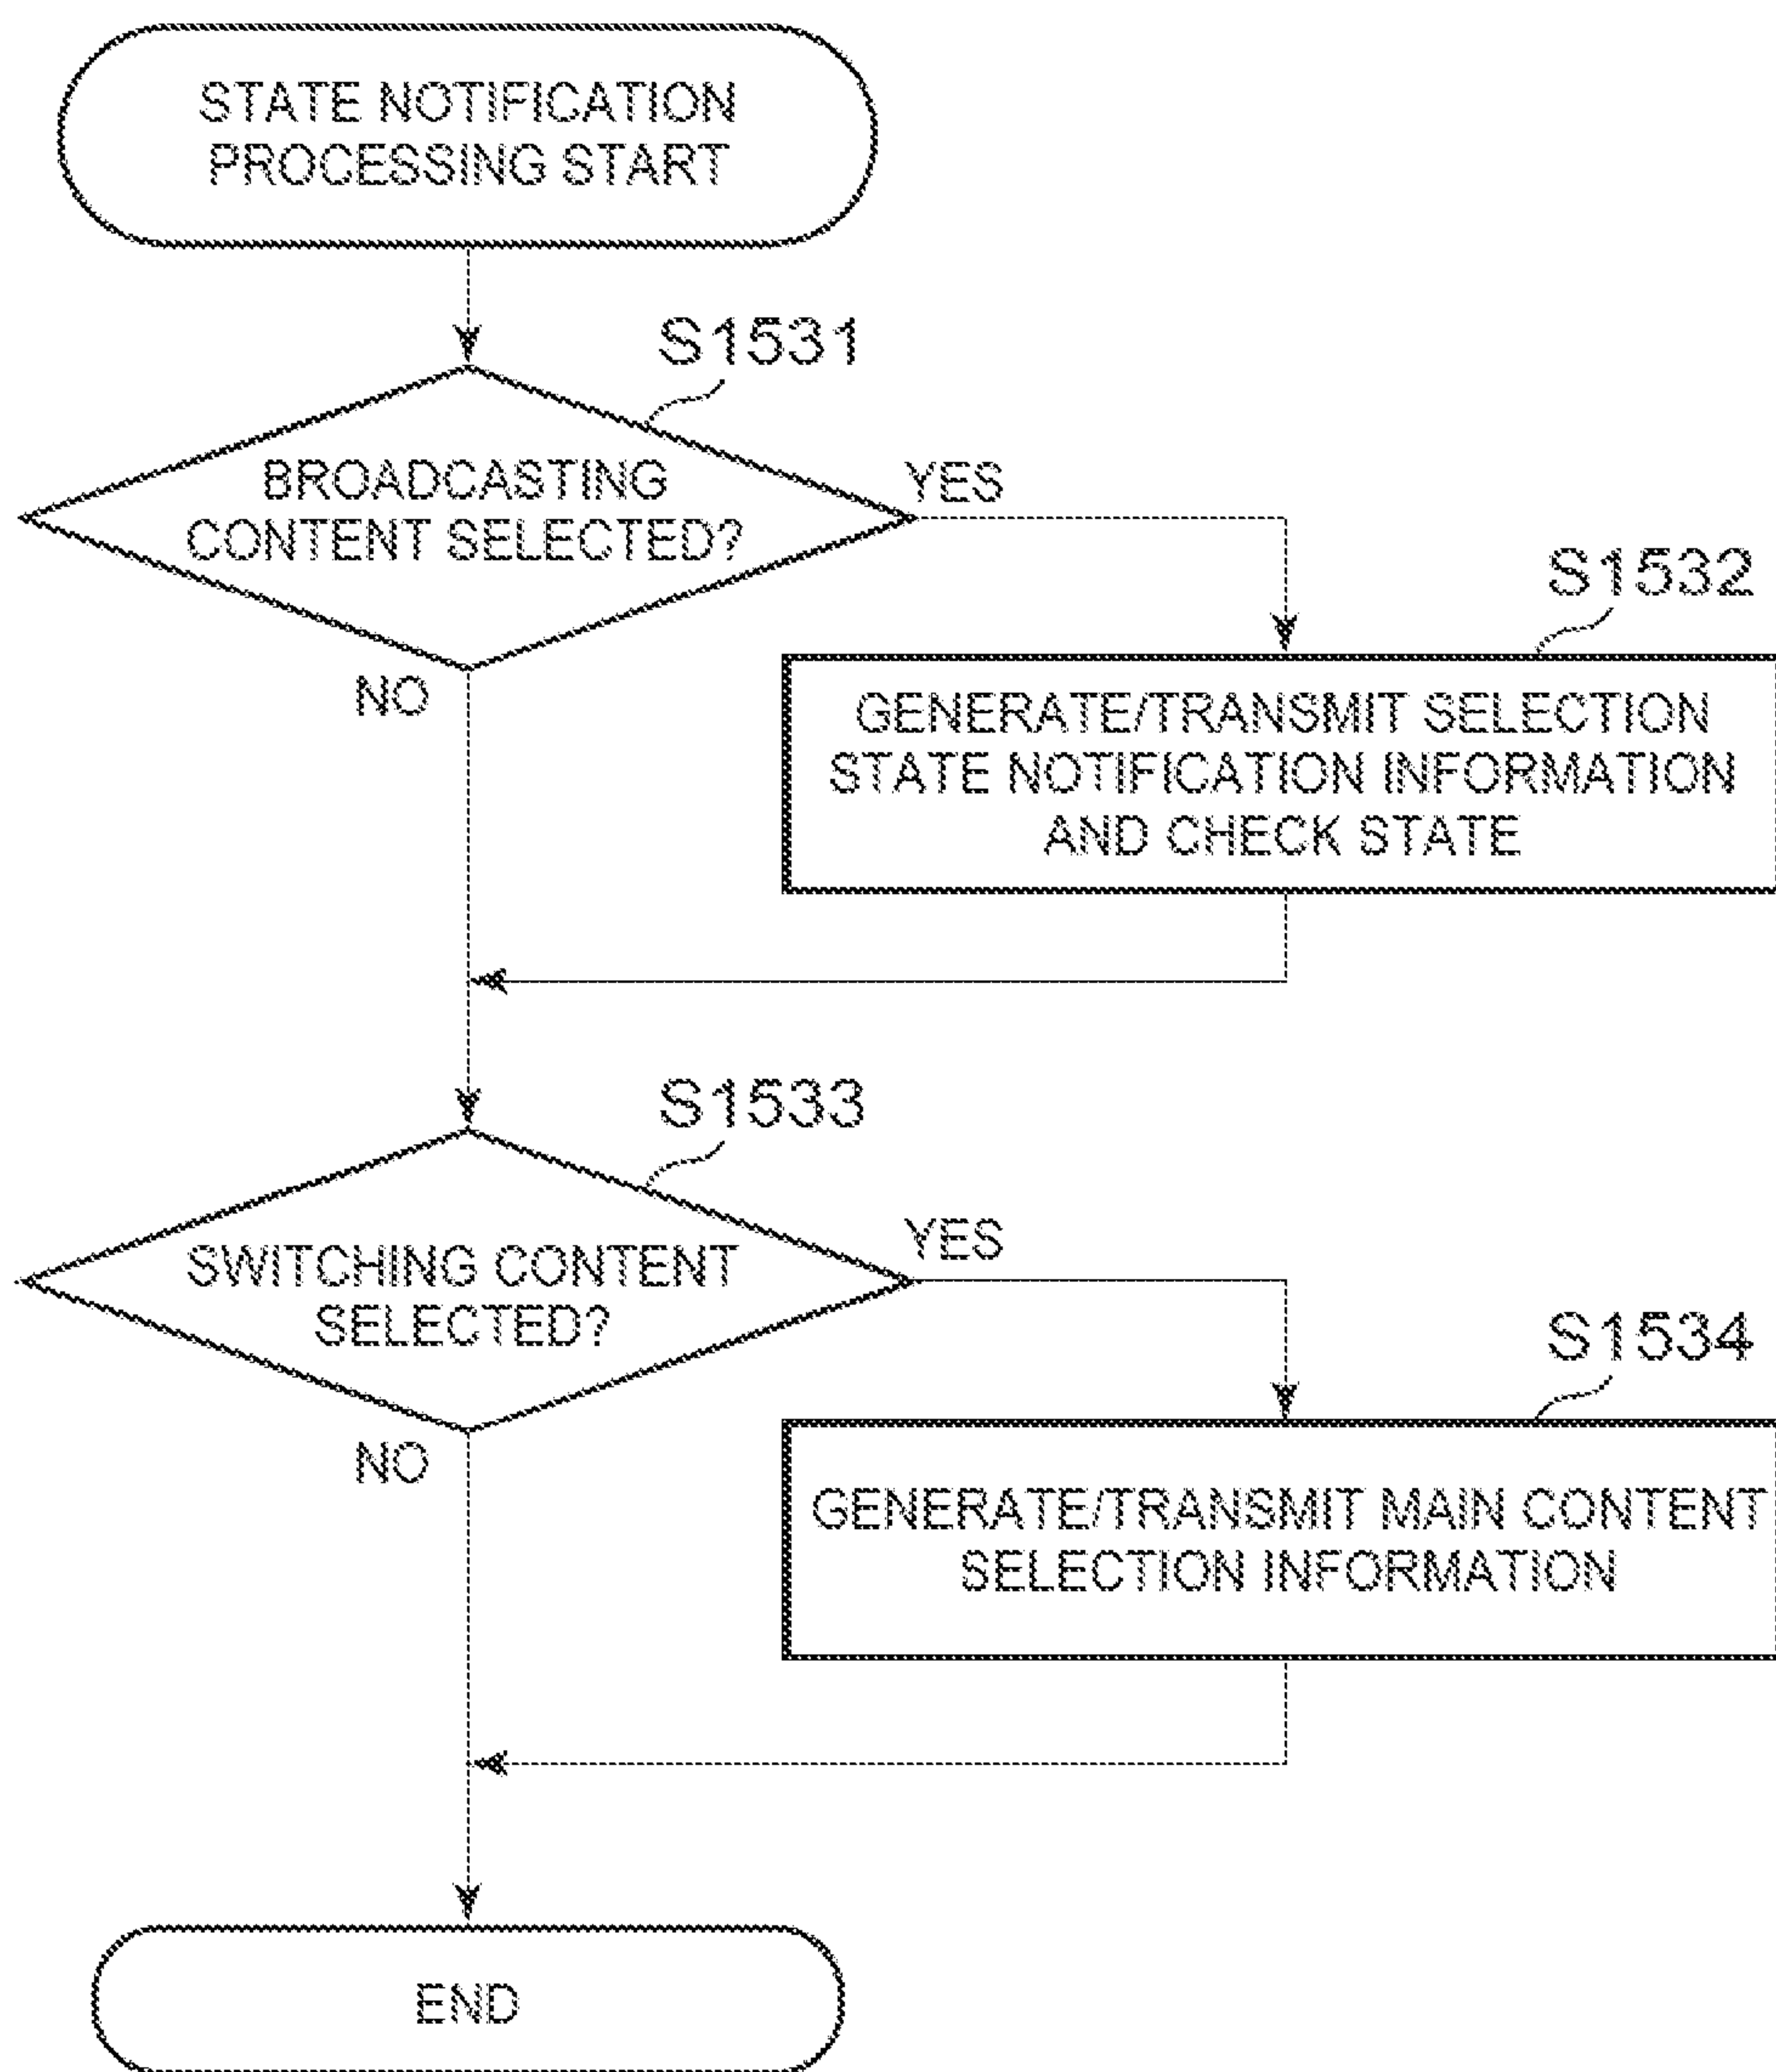 STATE NOTIFICATION
PROCESSING START
S1531
BROADCASTING
CONTENT SELECTED?
YES
NO
S1532
GENERATE/TRANSMIT SELECTION
STATE NOTIFICATION INFORMATION
AND CHECK STATE
S1533
SWITCHING CONTENT
SELECTED?
YES
NO
S1534
GENERATE/TRANSMIT MAIN CONTENT
SELECTION INFORMATION
END